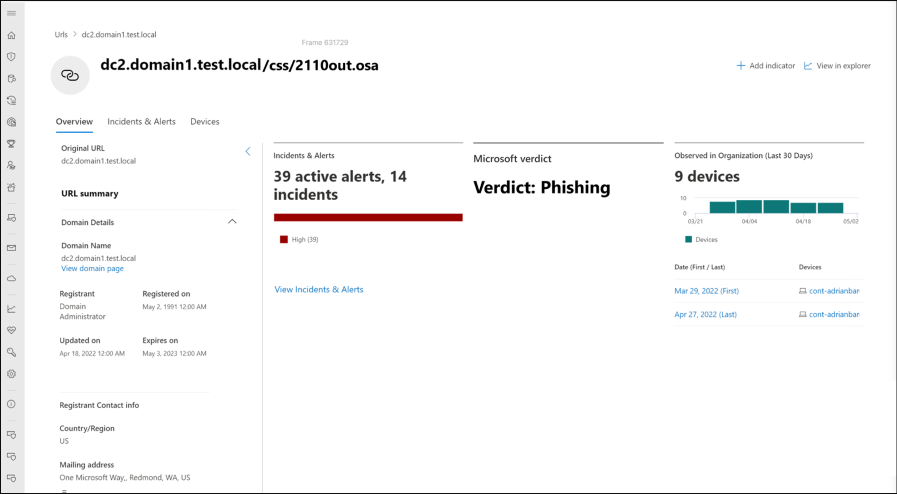 Urls > dc2.domain1.test.local
Frame 631729
dc2.domain1.test.local/css/2110out.osa
Add indicator
View in explorer
Overview
Incidents & Alerts
Devices
Original URL
dc2.domain1.test.local
URL summary
Domain Details
Domain Name
dc2.domain1.test.local
View domain page
Registrant
Domain
Administrator
Registered on
May 2, 1991 12:00 AM
Updated on
Apr 18, 2022 12:00 AM
Expires on
May 3, 2023 12:00 AM
Registrant Contact info
Country/Region
US
Mailing address
One Microsoft Way,, Redmond, WA, US
Incidents & Alerts
39 active alerts, 14
incidents
High (39)
View Incidents & Alerts
Microsoft verdict
Verdict: Phishing
Observed in Organization (Last 30 Days)
9 devices
10
0
03/21 04/04 04/18 05/02
Devices
Date (First / Last) Devices
Mar 29, 2022 (First) cont-adrianbar
Apr 27, 2022 (Last) cont-adrianbar